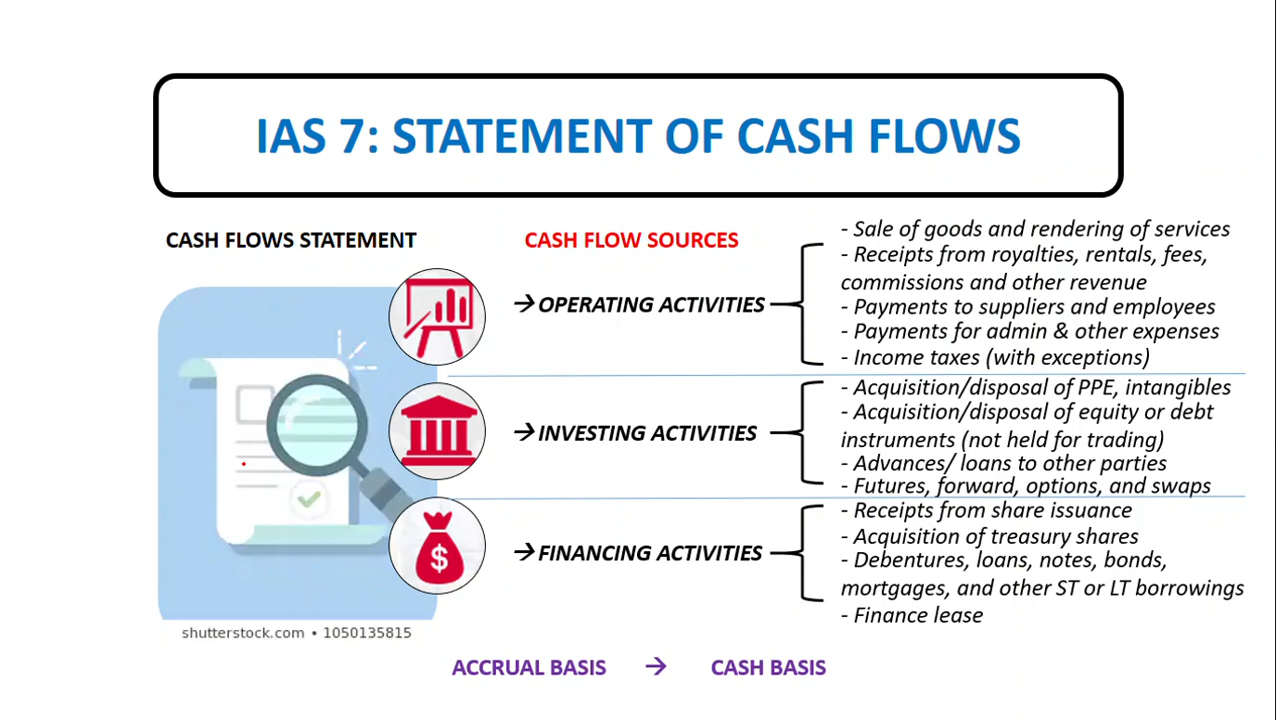 IAS 7: STATEMENT OF CASH FLOWS
CASH FLOWS STATEMENT
CASH FLOW SOURCES
→OPERATING ACTIVITIES
- Sale of goods and rendering of services
- Receipts from royalties, rentals, fees,
commissions and other revenue
- Payments to suppliers and employees
- Payments for admin & other expenses
- Income taxes (with exceptions)
→INVESTING ACTIVITIES
- Acquisition/disposal of PPE, intangibles
- Acquisition/disposal of equity or debt
instruments (not held for trading)
- Advances/ loans to other parties
- Futures, forward, options, and swaps
→FINANCING ACTIVITIES
- Receipts from share issuance
- Acquisition of treasury shares
- Debentures, loans, notes, bonds,
mortgages, and other ST or LT borrowings
- Finance lease
$
shutterstock.com • 1050135815
ACCRUAL BASIS → CASH BASIS